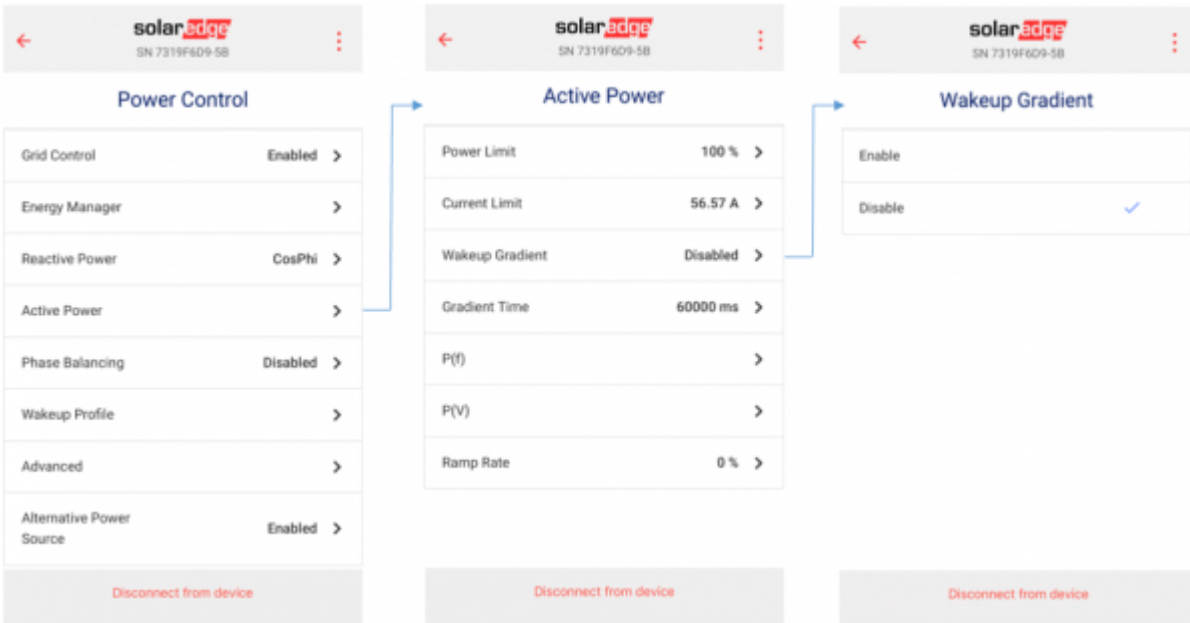 solaredge
SN 7319F6D9-5B
Power Control
Grid Control Enabled
Energy Manager
Reactive Power CosPhi
Active Power
Phase Balancing Disabled
Wakeup Profile
Advanced
Alternative Power
Source Enabled
Disconnect from device
solaredge
SN 7319F6D9-5B
Active Power
Power Limit 100 %
Current Limit 56.57 A
Wakeup Gradient Disabled
Gradient Time 60000 ms
P(f)
P(V)
Ramp Rate 0 %
Disconnect from device
solaredge
SN 7319F6D9-5B
Wakeup Gradient
Enable
Disable
Disconnect from device